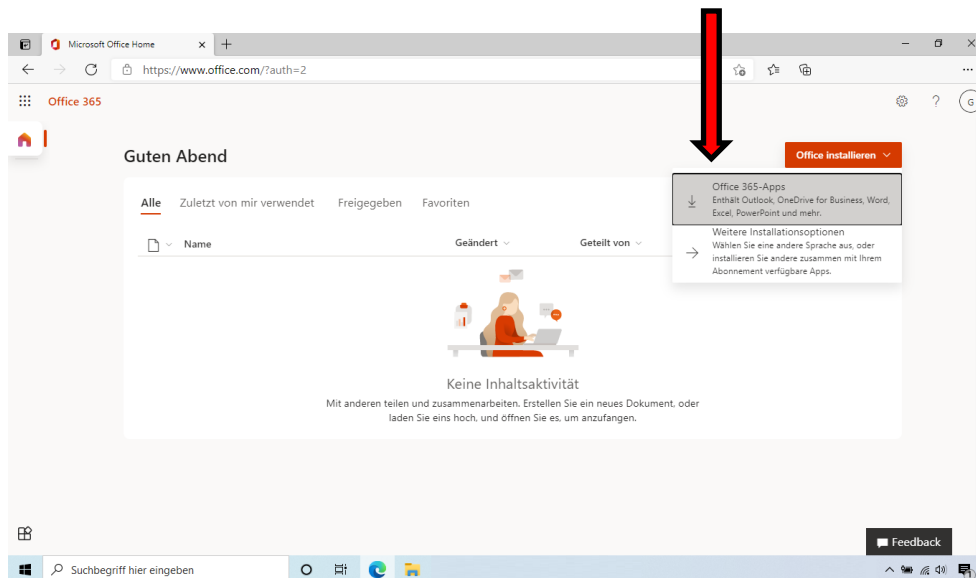 Microsoft Office Home
https://www.office.com/?auth=2
Office 365
?
G
Guten Abend
Office installieren
Alle Zuletzt von mir verwendet Freigegeben Favoriten
Office 365-Apps
Enthält Outlook, OneDrive for Business, Word,
Excel, PowerPoint und mehr.
Weitere Installationsoptionen
Wählen Sie eine andere Sprache aus, oder
installieren Sie andere zusammen mit Ihrem
Abonnement verfügbare Apps.
Name Geändert Geteilt von
Keine Inhaltsaktivität
Mit anderen teilen und zusammenarbeiten. Erstellen Sie ein neues Dokument, oder
laden Sie eins hoch, und öffnen Sie es, um anzufangen.
Feedback
Suchbegriff hier eingeben